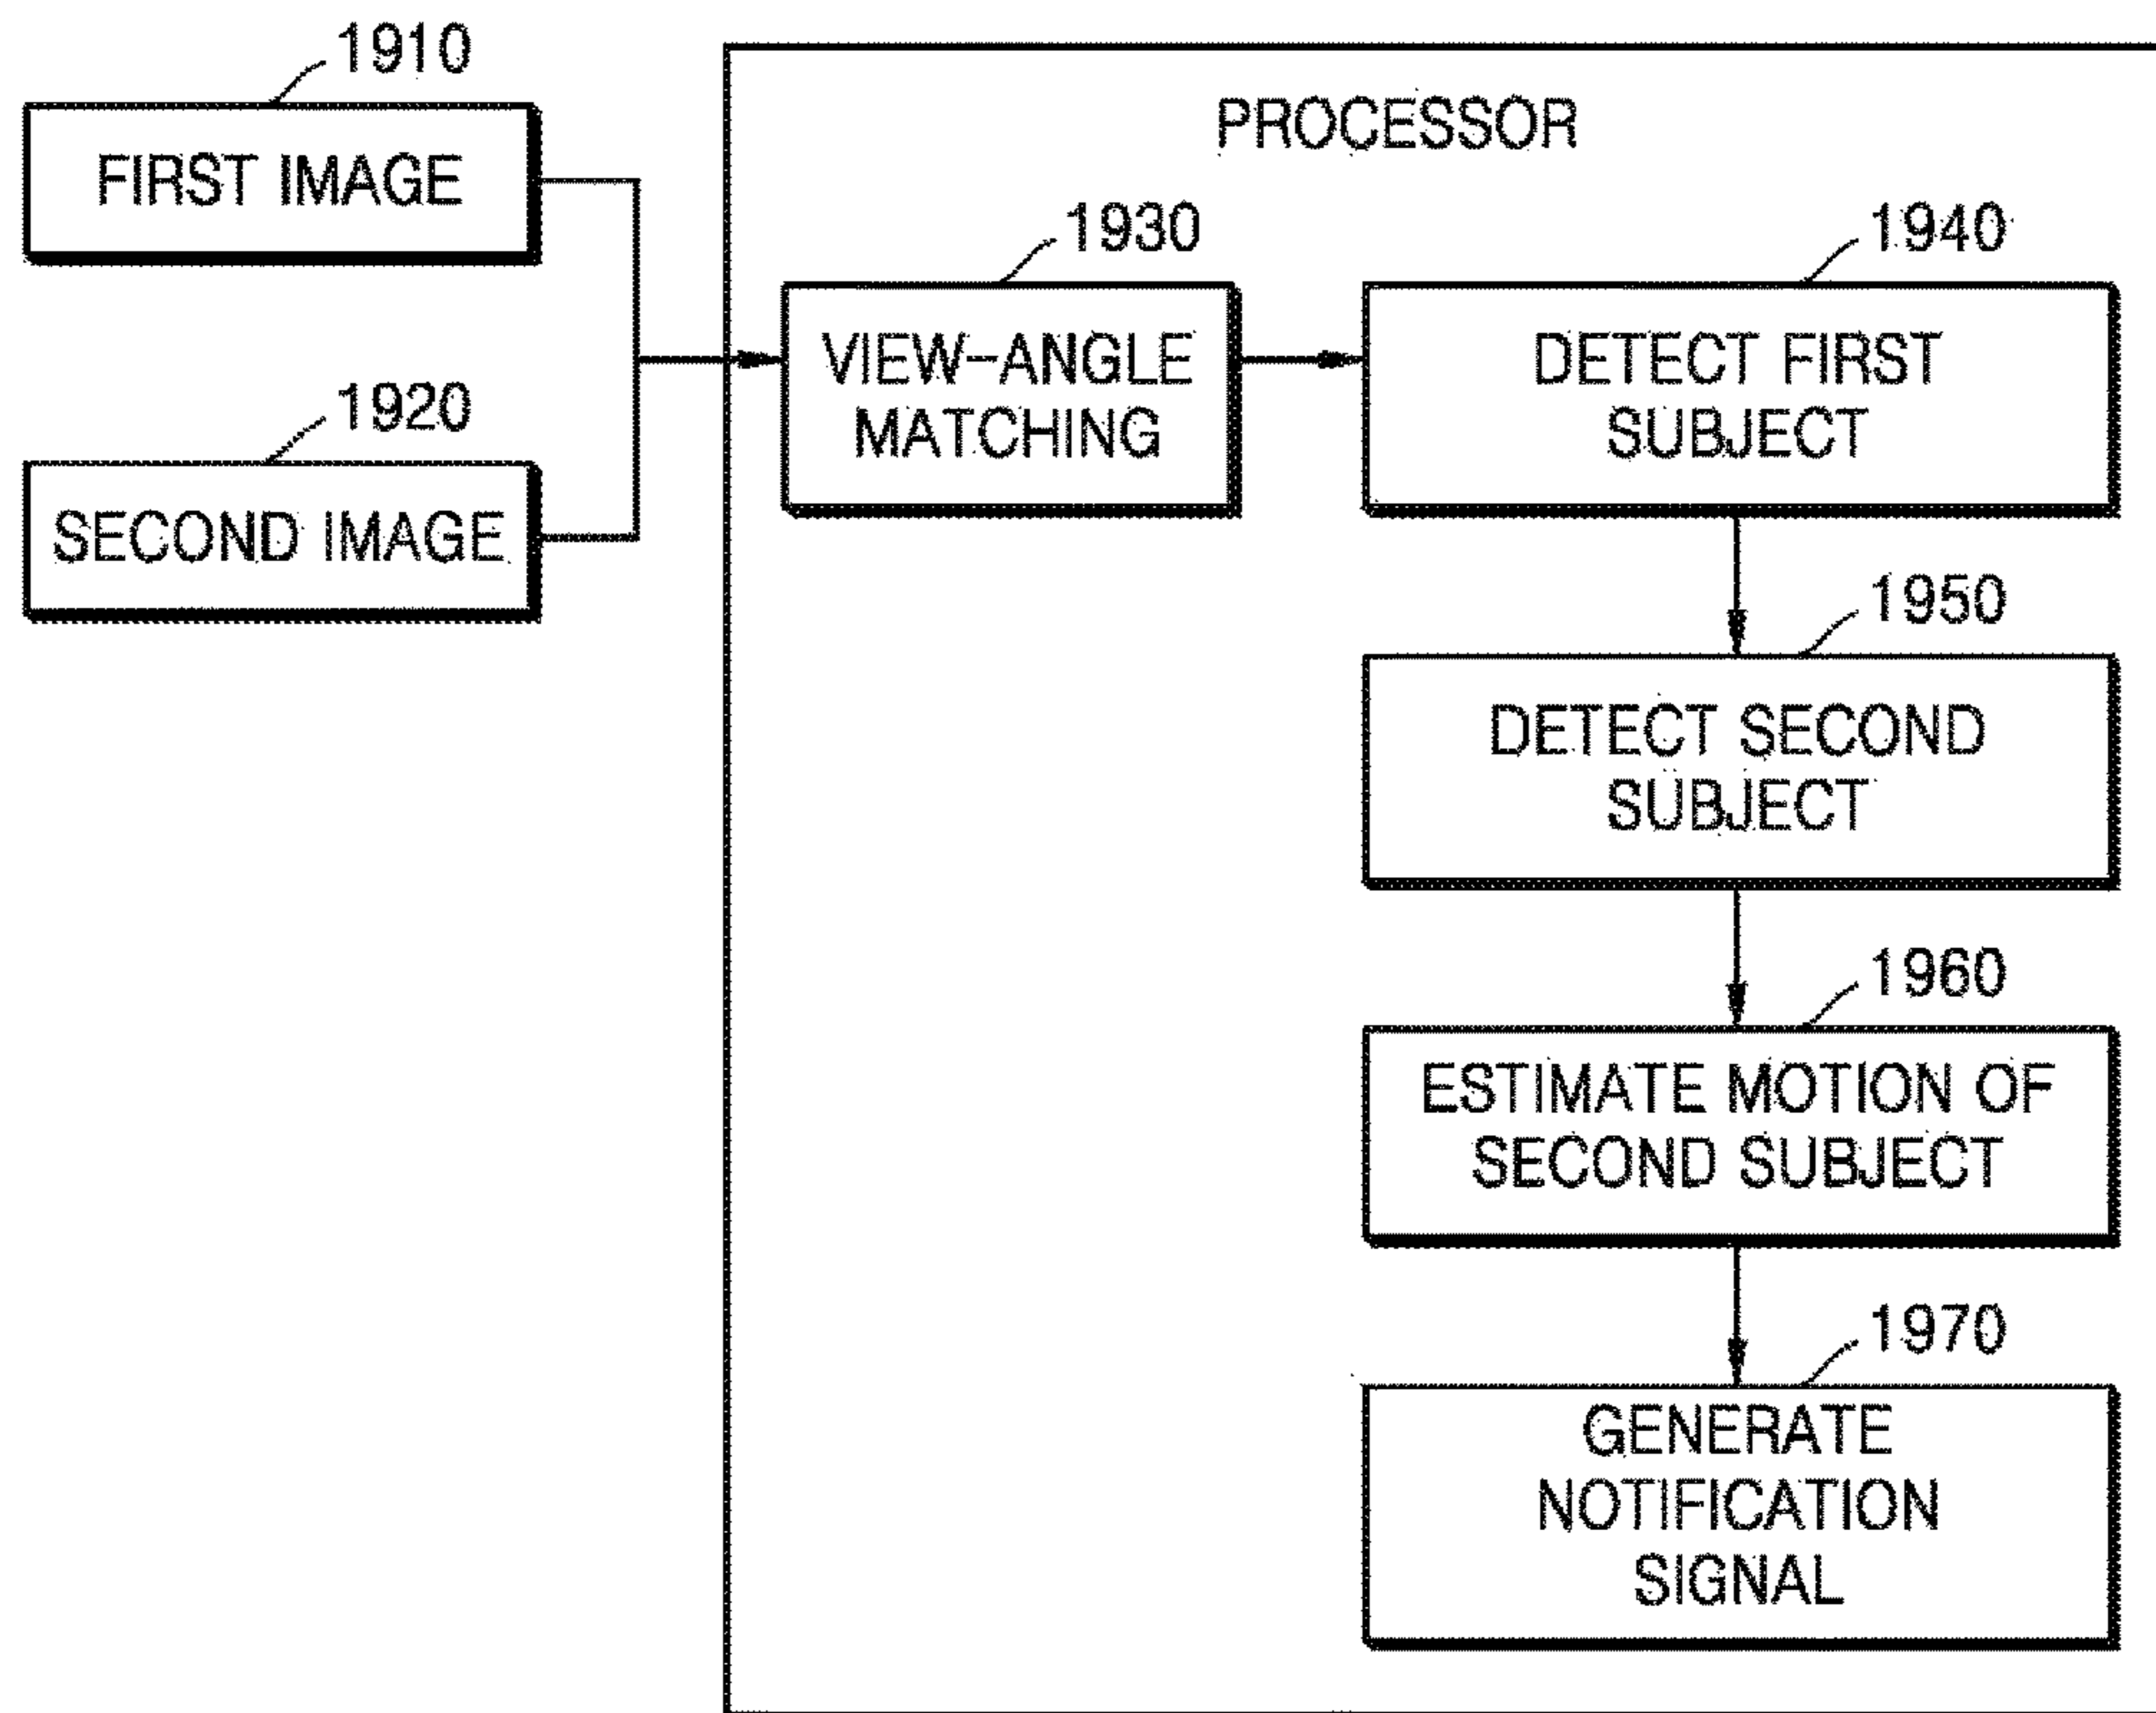 1910
FIRST IMAGE
1920
SECOND IMAGE
PROCESSOR
1930
VIEW-ANGLE
MATCHING
1940
DETECT FIRST
SUBJECT
1950
DETECT SECOND
SUBJECT
1960
ESTIMATE MOTION OF
SECOND SUBJECT
1970
GENERATE
NOTIFICATION
SIGNAL